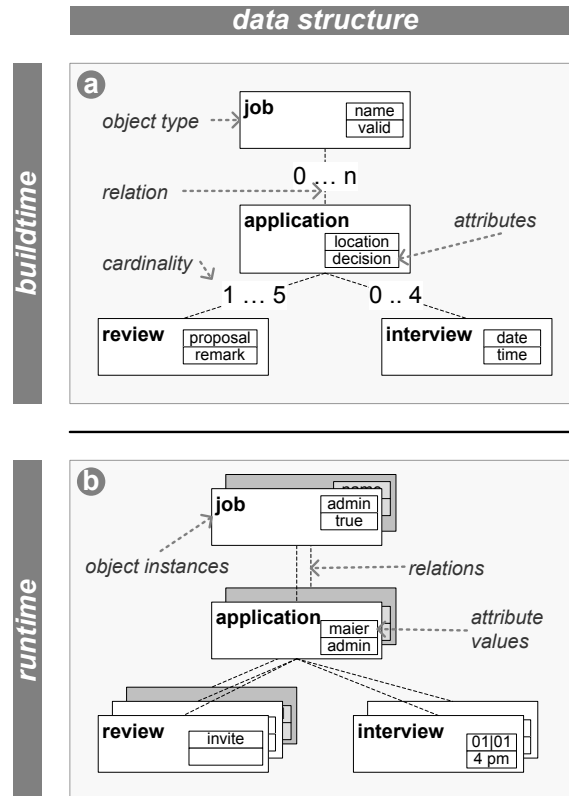 data structure
buildtime
a
job
name
valid
object type
0 … n
relation
application
location
decision
attributes
cardinality
1 … 5
0 .. 4
review
proposal
remark
interview
date
time
runtime
b
name
job
admin
true
object instances
relations
application
maier
admin
attribute
values
review
invite
interview
01|01
4 pm